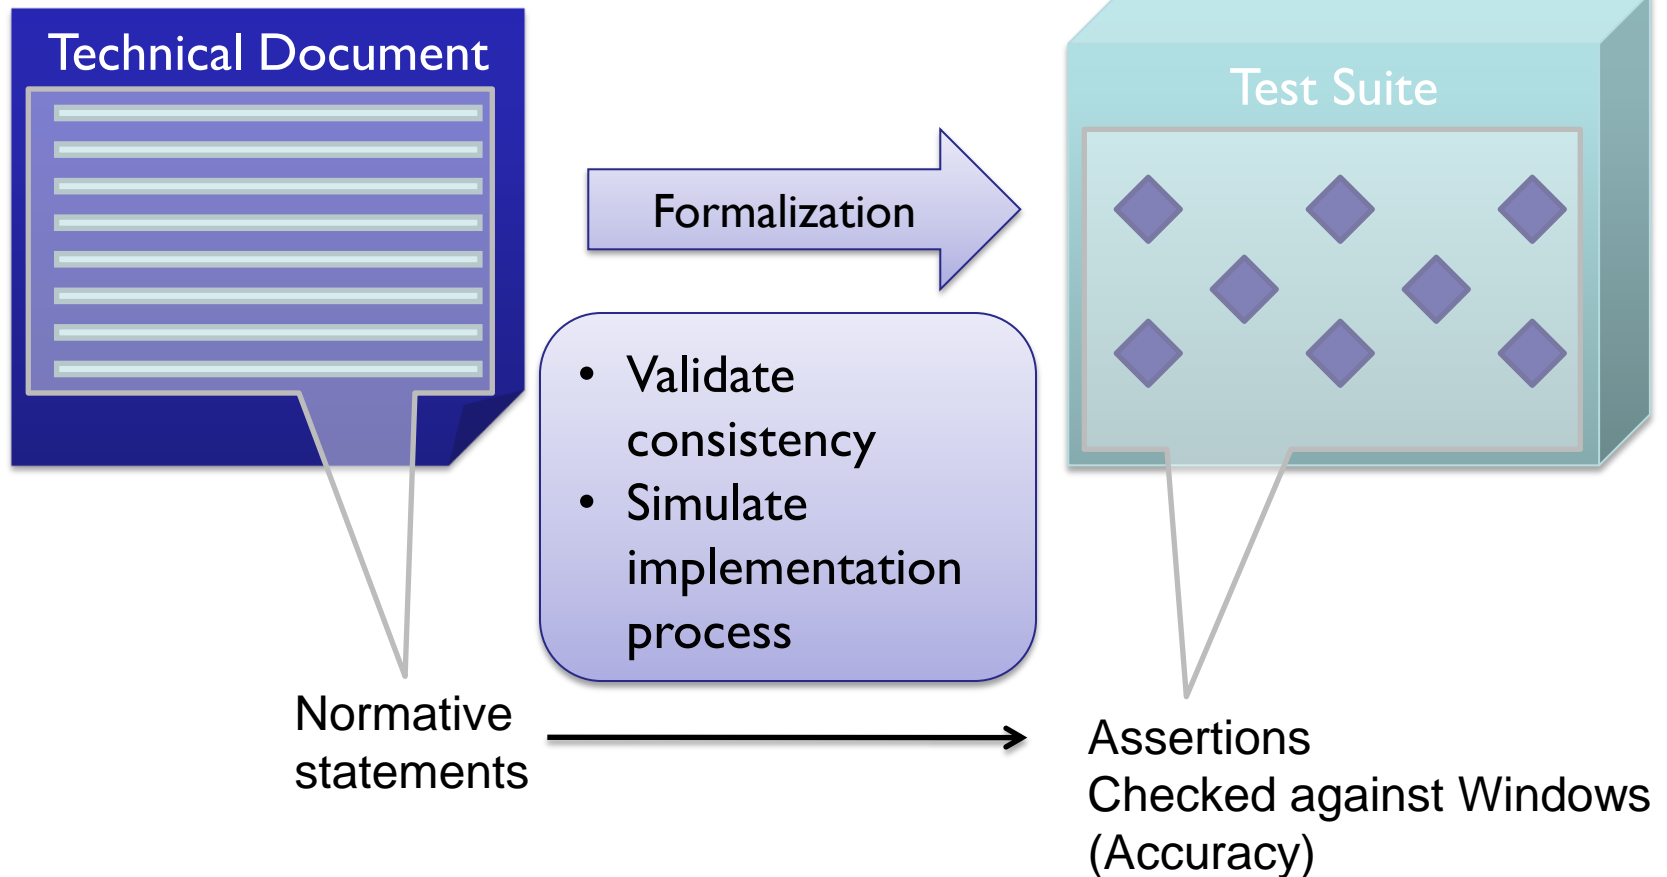 Technical Document
Test Suite
Formalization
• Validate
consistency
• Simulate
implementation
process
Normative
statements
Assertions
Checked against Windows
(Accuracy)